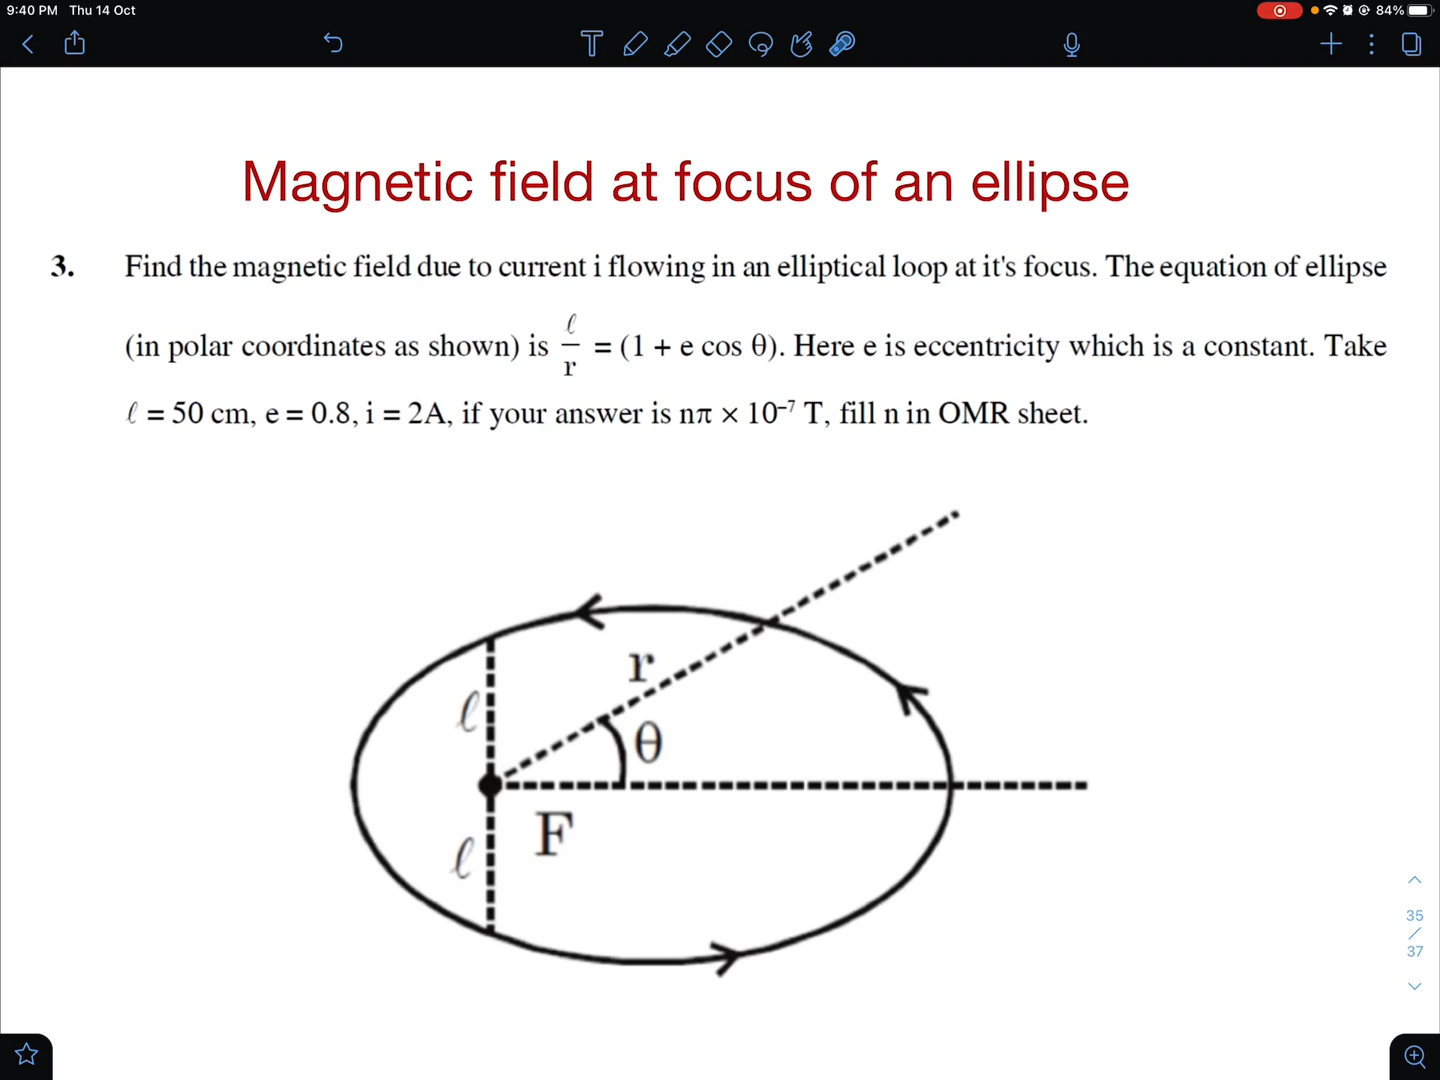 9:40 PM Thu 14 Oct
84%
T
Magnetic field at focus of an ellipse
3. Find the magnetic field due to current i flowing in an elliptical loop at it's focus. The equation of ellipse
(in polar coordinates as shown) is ℓ/r = (1 + e cos θ). Here e is eccentricity which is a constant. Take
ℓ = 50 cm, e = 0.8, i = 2A, if your answer is nπ × 10⁻⁷ T, fill n in OMR sheet.
r
ℓ
θ
F
ℓ
35
/
37